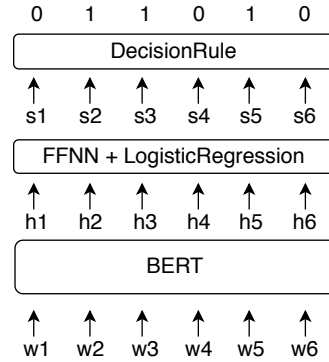 0 1 1 0 1 0
DecisionRule
s1 s2 s3 s4 s5 s6
FFNN + LogisticRegression
h1 h2 h3 h4 h5 h6
BERT
w1 w2 w3 w4 w5 w6